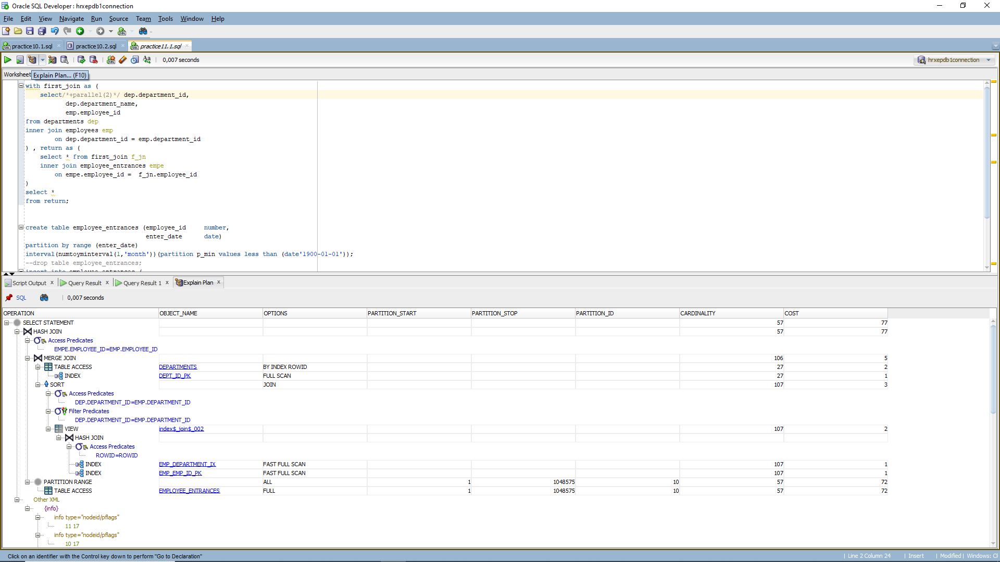 Oracle SQL Developer : hrxepdb1connection
File Edit View Navigate Run Source Team Tools Window Help
practice10.1.sql practice10.2.sql practice11.1.sql
0,007 seconds hrxepdb1connection
Worksheet Explain Plan... (F10)
with first_join as (
select/*+parallel(2)*/ dep.department_id,
dep.department_name,
emp.employee_id
from departments dep
inner join employees emp
on dep.department_id = emp.department_id
) , return as (
select * from first_join f_jn
inner join employee_entrances empe
on empe.employee_id = f_jn.employee_id
)
select *
from return;
create table employee_entrances (employee_id number,
enter_date date)
partition by range (enter_date)
interval(numtoyminterval(1,'month'))(partition p_min values less than (date'1900-01-01'));
--drop table employee_entrances;
insert into employee_entrances (
Script Output x Query Result x Query Result 1 x Explain Plan x
SQL 0,007 seconds
OPERATION OBJECT_NAME OPTIONS PARTITION_START PARTITION_STOP PARTITION_ID CARDINALITY COST
SELECT STATEMENT 57 77
HASH JOIN 57 77
Access Predicates
EMPE.EMPLOYEE_ID=EMP.EMPLOYEE_ID
MERGE JOIN 106 5
TABLE ACCESS DEPARTMENTS BY INDEX ROWID 27 2
INDEX DEPT_ID_PK FULL SCAN 27 1
SORT JOIN 107 3
Access Predicates
DEP.DEPARTMENT_ID=EMP.DEPARTMENT_ID
Filter Predicates
DEP.DEPARTMENT_ID=EMP.DEPARTMENT_ID
VIEW index$_join$_002 107 2
HASH JOIN
Access Predicates
ROWID=ROWID
INDEX EMP_DEPARTMENT_IX FAST FULL SCAN 107 1
INDEX EMP_EMP_ID_PK FAST FULL SCAN 107 1
PARTITION RANGE ALL 1 1048575 10 57 72
TABLE ACCESS EMPLOYEE_ENTRANCES FULL 1 1048575 10 57 72
Other XML
{info}
info type="nodeid/pflags"
11 17
info type="nodeid/pflags"
10 17
Click on an identifier with the Control key down to perform "Go to Declaration" | Line 2 Column 24 | Insert | Modified | Windows: CF